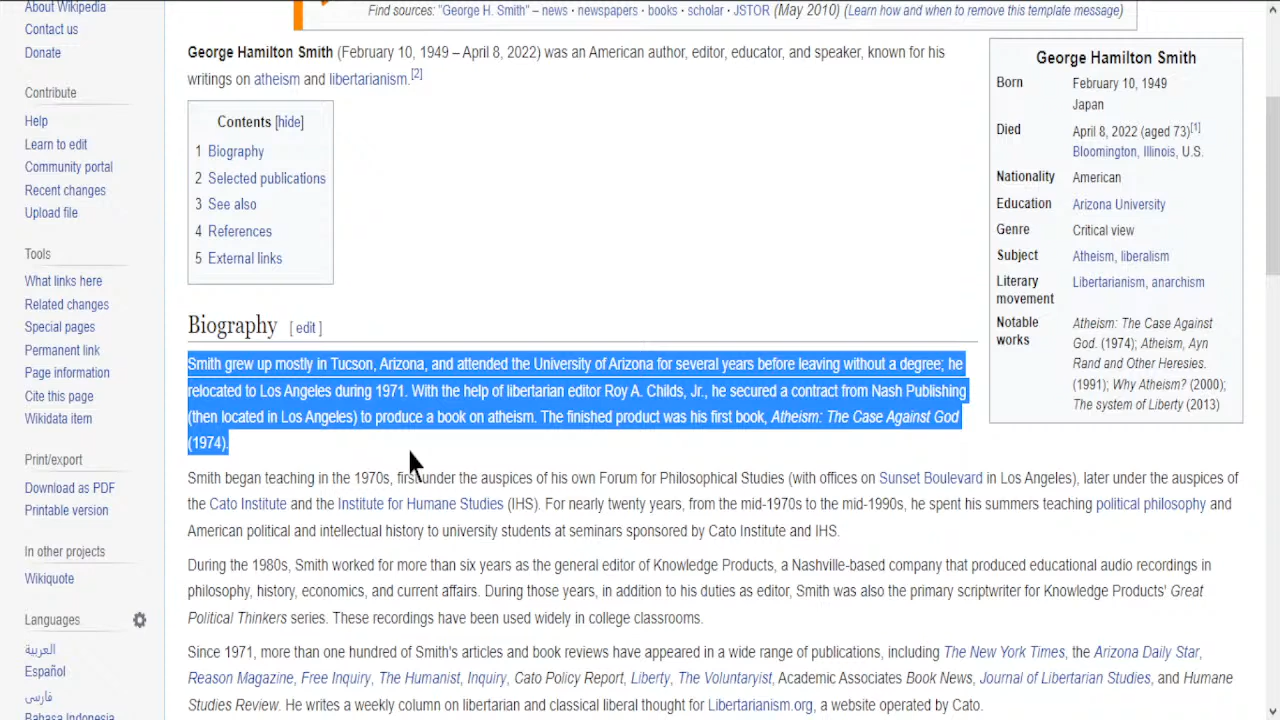 About Wikipedia
Contact us
Donate
Contribute
Help
Learn to edit
Community portal
Recent changes
Upload file
Tools
What links here
Related changes
Special pages
Permanent link
Page information
Cite this page
Wikidata item
Print/export
Download as PDF
Printable version
In other projects
Wikiquote
Languages
العربية
Español
فارسی
Bahasa Indonesia
Find sources: "George H. Smith" – news · newspapers · books · scholar · JSTOR (May 2010) (Learn how and when to remove this template message)
George Hamilton Smith (February 10, 1949 – April 8, 2022) was an American author, editor, educator, and speaker, known for his
writings on atheism and libertarianism.[2]
Contents [hide]
1 Biography
2 Selected publications
3 See also
4 References
5 External links
George Hamilton Smith
Born February 10, 1949
Japan
Died April 8, 2022 (aged 73)[1]
Bloomington, Illinois, U.S.
Nationality American
Education Arizona University
Genre Critical view
Subject Atheism, liberalism
Literary Libertarianism, anarchism
movement
Notable Atheism: The Case Against
works God. (1974); Atheism, Ayn
Rand and Other Heresies.
(1991); Why Atheism? (2000);
The system of Liberty (2013)
Biography [ edit ]
Smith grew up mostly in Tucson, Arizona, and attended the University of Arizona for several years before leaving without a degree; he
relocated to Los Angeles during 1971. With the help of libertarian editor Roy A. Childs, Jr., he secured a contract from Nash Publishing
(then located in Los Angeles) to produce a book on atheism. The finished product was his first book, Atheism: The Case Against God
(1974).
Smith began teaching in the 1970s, first under the auspices of his own Forum for Philosophical Studies (with offices on Sunset Boulevard in Los Angeles), later under the auspices of
the Cato Institute and the Institute for Humane Studies (IHS). For nearly twenty years, from the mid-1970s to the mid-1990s, he spent his summers teaching political philosophy and
American political and intellectual history to university students at seminars sponsored by Cato Institute and IHS.
During the 1980s, Smith worked for more than six years as the general editor of Knowledge Products, a Nashville-based company that produced educational audio recordings in
philosophy, history, economics, and current affairs. During those years, in addition to his duties as editor, Smith was also the primary scriptwriter for Knowledge Products' Great
Political Thinkers series. These recordings have been used widely in college classrooms.
Since 1971, more than one hundred of Smith's articles and book reviews have appeared in a wide range of publications, including The New York Times, the Arizona Daily Star,
Reason Magazine, Free Inquiry, The Humanist, Inquiry, Cato Policy Report, Liberty, The Voluntaryist, Academic Associates Book News, Journal of Libertarian Studies, and Humane
Studies Review. He writes a weekly column on libertarian and classical liberal thought for Libertarianism.org, a website operated by Cato.